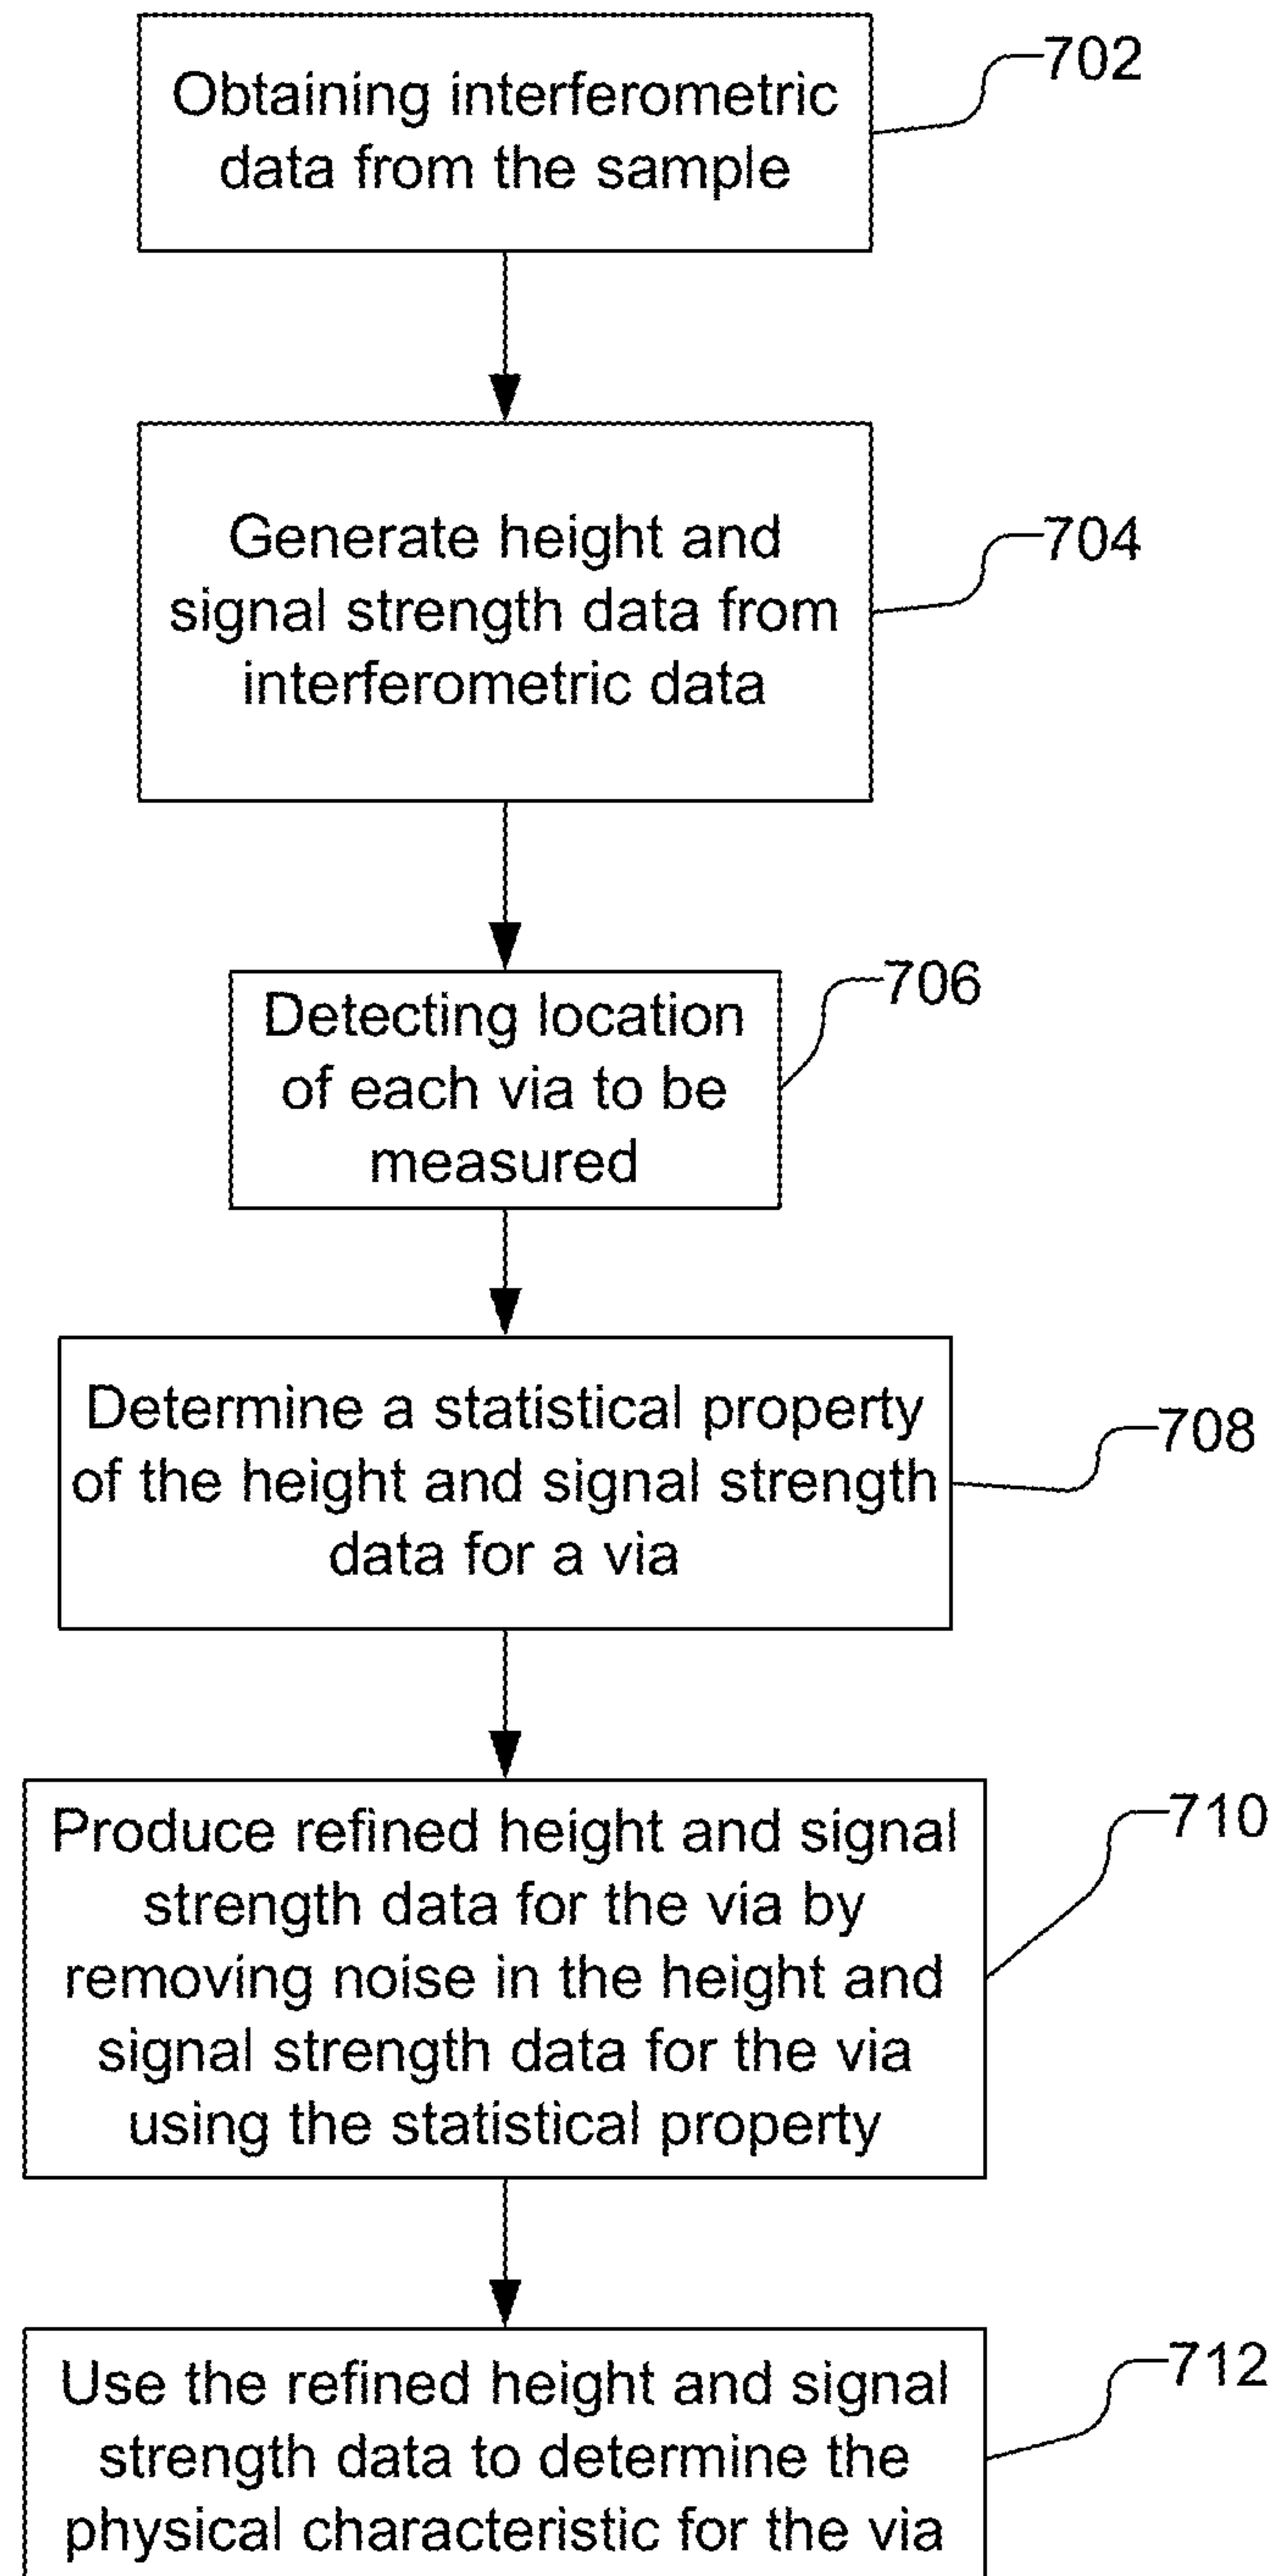 Obtaining interferometric
data from the sample
702
Generate height and
signal strength data from
interferometric data
704
Detecting location
of each via to be
measured
706
Determine a statistical property
of the height and signal strength
data for a via
708
Produce refined height and signal
strength data for the via by
removing noise in the height and
signal strength data for the via
using the statistical property
710
Use the refined height and signal
strength data to determine the
physical characteristic for the via
712